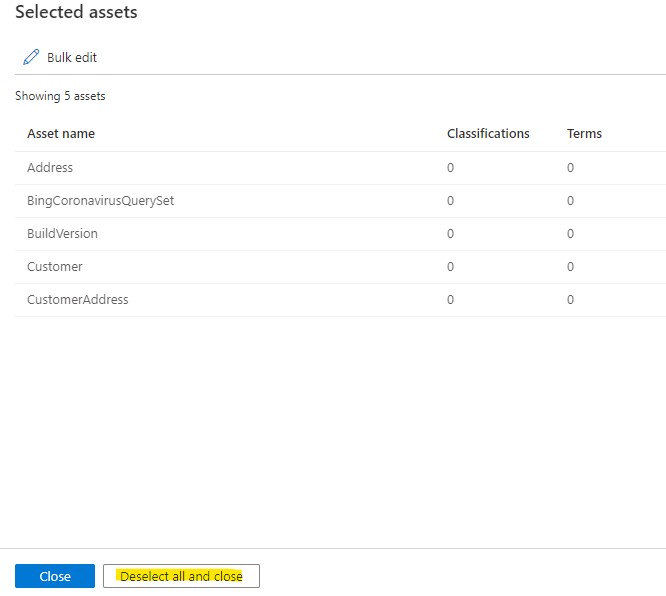 Selected assets
Bulk edit
Showing 5 assets
Asset name Classifications Terms
Address 0 0
BingCoronavirusQuerySet 0 0
BuildVersion 0 0
Customer 0 0
CustomerAddress 0 0
Close Deselect all and close